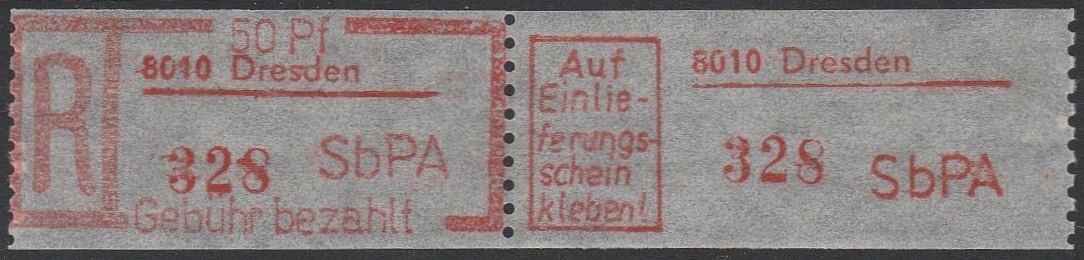 R
50 Pf
8010 Dresden
328 SbPA
Gebühr bezahlt
Auf
Einlie-
ferungs-
schein
kleben!
8010 Dresden
328 SbPA